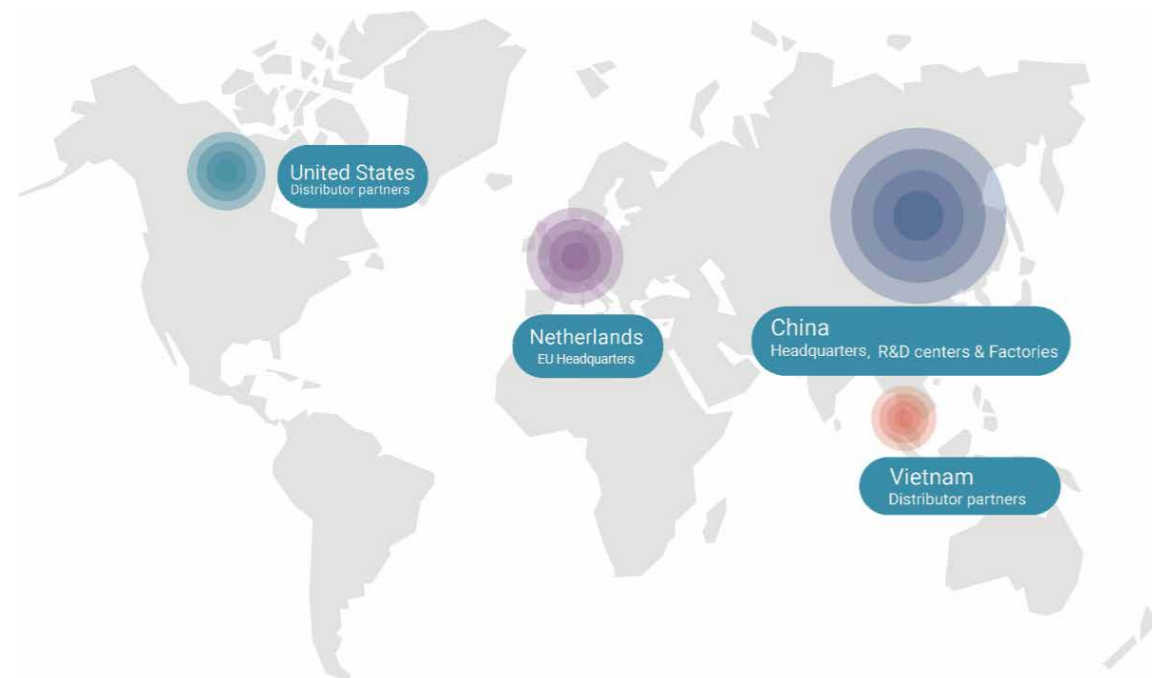 United States
Distributor partners
Netherlands
EU Headquarters
China
Headquarters, R&D centers & Factories
Vietnam
Distributor partners